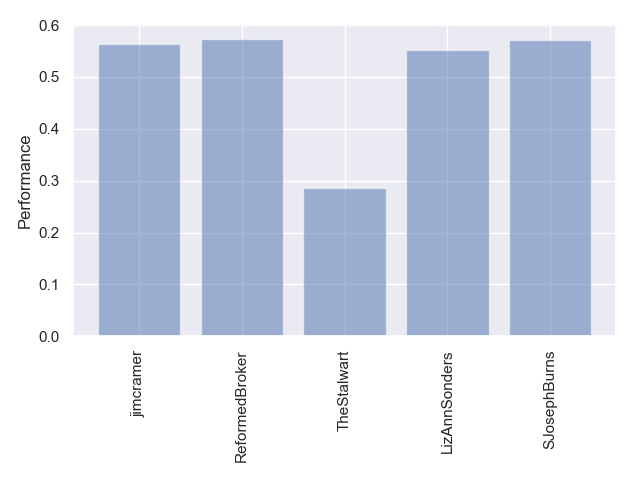 0.6
0.5
0.4
0.3
0.2
0.1
0.0
Performance
jimcramer
ReformedBroker
TheStalwart
LizAnnSonders
SJosephBurns